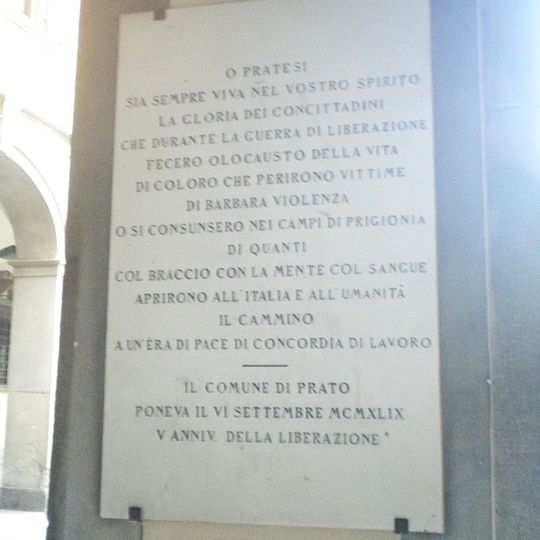 O PRATESI
SIA SEMPRE VIVA NEL VOSTRO SPIRITO
LA GLORIA DEI CONCITTADINI
CHE DURANTE LA GUERRA DI LIBERAZIONE
FECERO OLOCAUSTO DELLA VITA
DI COLORO CHE PERIRONO VITTIME
DI BARBARA VIOLENZA
O SI CONSUNSERO NEI CAMPI DI PRIGIONIA
DI QUANTI
COL BRACCIO CON LA MENTE COL SANGUE
APRIRONO ALL'ITALIA E ALL'UMANITÀ
IL CAMMINO
A UN'ÈRA DI PACE DI CONCORDIA DI LAVORO
IL COMUNE DI PRATO
PONEVA IL VI SETTEMBRE MCMXLIX
V ANNIV. DELLA LIBERAZIONE